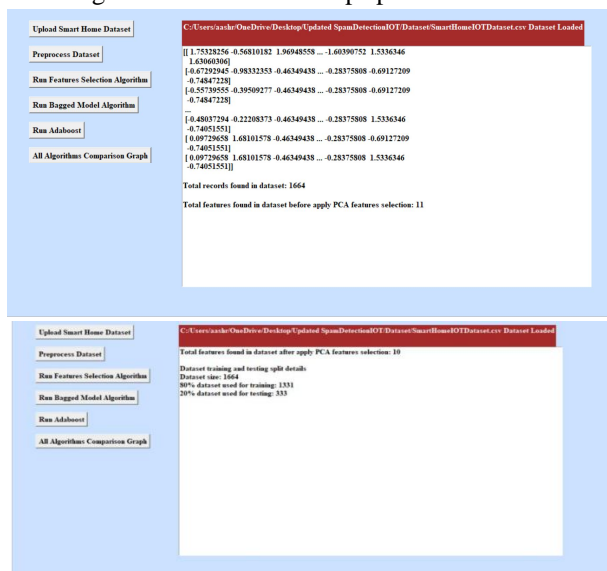 Upload Smart Home Dataset
Preprocess Dataset
Run Features Selection Algorithm
Run Bagged Model Algorithm
Run Adaboost
All Algorithms Comparison Graph
C:/Users/aashr/OneDrive/Desktop/Updated SpamDetectionIOT/Dataset/SmartHomeIOTDataset.csv Dataset Loaded
[[ 1.75328256 -0.56810182 1.96948558 ... -1.60390752 1.5336346
1.63060306]
[-0.67292945 -0.98332353 -0.46349438 ... -0.28375808 -0.69127209
-0.74847228]
[-0.55739555 -0.39509277 -0.46349438 ... -0.28375808 -0.69127209
-0.74847228]
...
[-0.48037294 -0.22208373 -0.46349438 ... -0.28375808 1.5336346
-0.74051551]
[ 0.09729658 1.68101578 -0.46349438 ... -0.28375808 -0.69127209
-0.74051551]
[ 0.09729658 1.68101578 -0.46349438 ... -0.28375808 1.5336346
-0.74051551]]
Total records found in dataset: 1664
Total features found in dataset before apply PCA features selection: 11
Upload Smart Home Dataset
Preprocess Dataset
Run Features Selection Algorithm
Run Bagged Model Algorithm
Run Adaboost
All Algorithms Comparison Graph
C:/Users/aashr/OneDrive/Desktop/Updated SpamDetectionIOT/Dataset/SmartHomeIOTDataset.csv Dataset Loaded
Total features found in dataset after apply PCA features selection: 10
Dataset training and testing split details
Dataset size: 1664
80% dataset used for training: 1331
20% dataset used for testing: 333